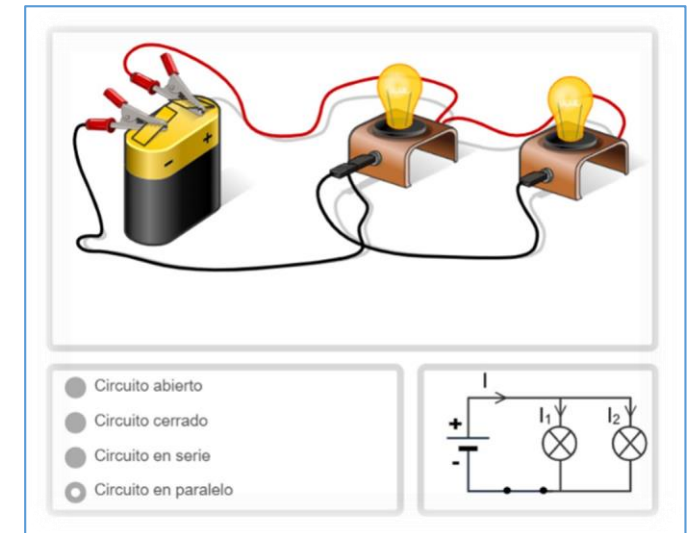 - +
Circuito abierto
Circuito cerrado
Circuito en serie
Circuito en paralelo
I
+
I₁ I₂
-